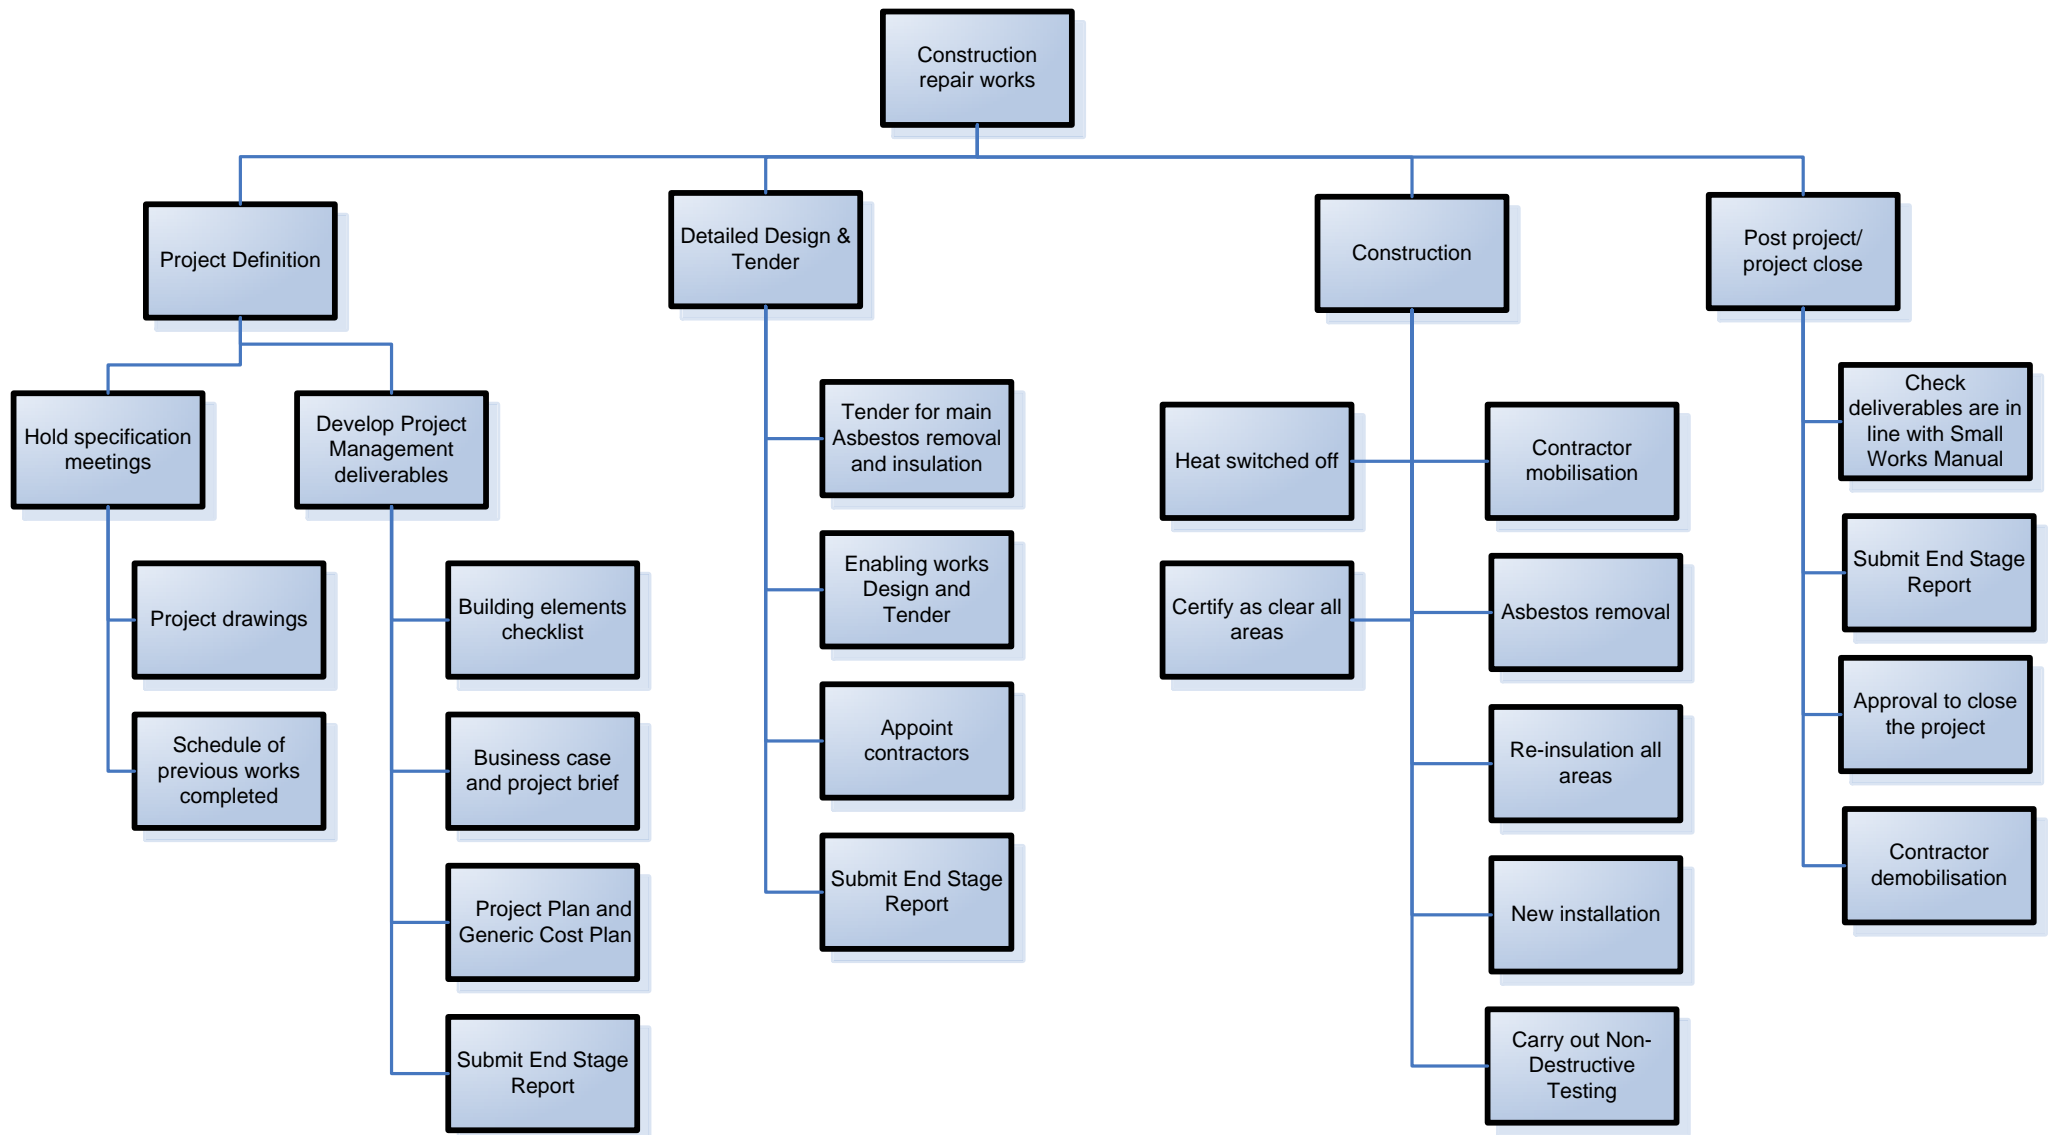 Construction
repair works
Project Definition
Detailed Design &
Tender
Construction
Post project/
project close
Hold specification
meetings
Develop Project
Management
deliverables
Project drawings
Schedule of
previous works
completed
Building elements
checklist
Business case
and project brief
Project Plan and
Generic Cost Plan
Submit End Stage
Report
Tender for main
Asbestos removal
and insulation
Enabling works
Design and
Tender
Appoint
contractors
Submit End Stage
Report
Heat switched off
Certify as clear all
areas
Contractor
mobilisation
Asbestos removal
Re-insulation all
areas
New installation
Carry out Non-
Destructive
Testing
Check
deliverables are in
line with Small
Works Manual
Submit End Stage
Report
Approval to close
the project
Contractor
demobilisation